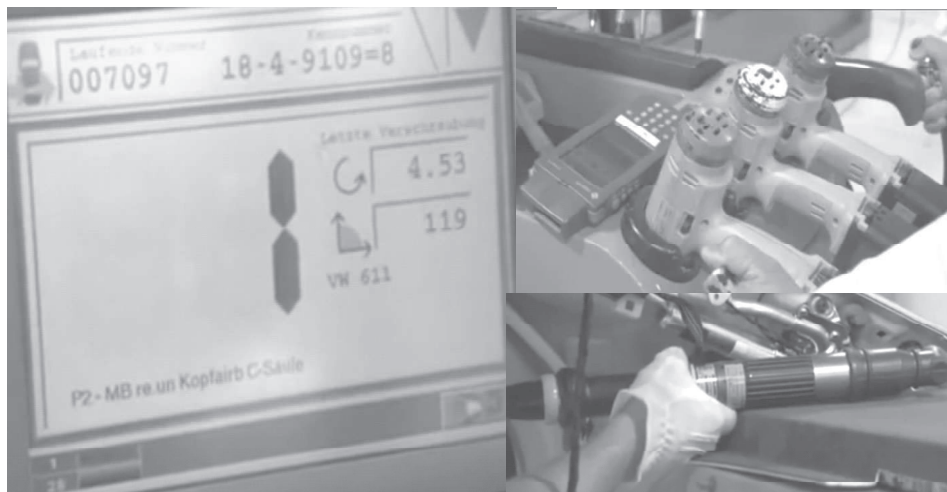 Laufende Nummer
007097
Kennnummer
18-4-9109=8
Letzte Verschraubung
4.53
119
VW 611
1
P2- MB re.un Kopfairb C-Säule
1